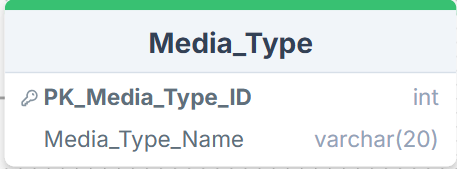 Media_Type
PK_Media_Type_ID int
Media_Type_Name varchar(20)